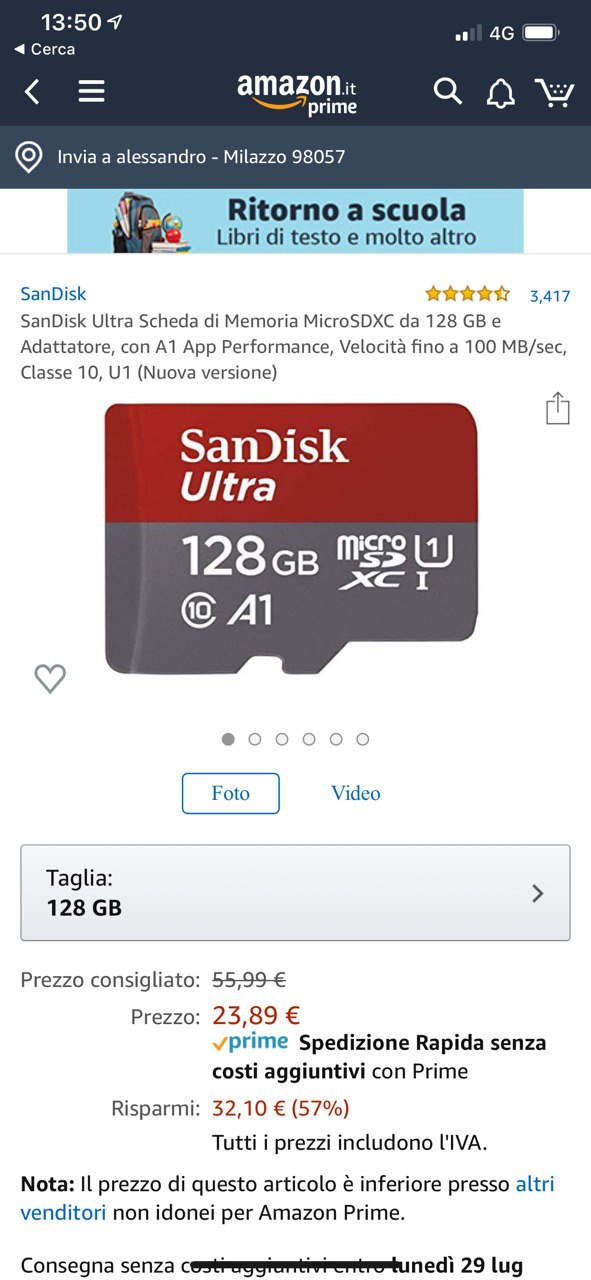 13:50
4G
Cerca
amazon.it
prime
Invia a alessandro - Milazzo 98057
Ritorno a scuola
Libri di testo e molto altro
SanDisk
3,417
SanDisk Ultra Scheda di Memoria MicroSDXC da 128 GB e
Adattatore, con A1 App Performance, Velocità fino a 100 MB/sec,
Classe 10, U1 (Nuova versione)
SanDisk
Ultra
128 GB
micro SD XC I
U1
10 A1
Foto
Video
Taglia:
128 GB
Prezzo consigliato: 55,99 €
Prezzo: 23,89 €
prime Spedizione Rapida senza
costi aggiuntivi con Prime
Risparmi: 32,10 € (57%)
Tutti i prezzi includono l'IVA.
Nota: Il prezzo di questo articolo è inferiore presso altri
venditori non idonei per Amazon Prime.
Consegna senza costi aggiuntivi entro lunedì 29 lug